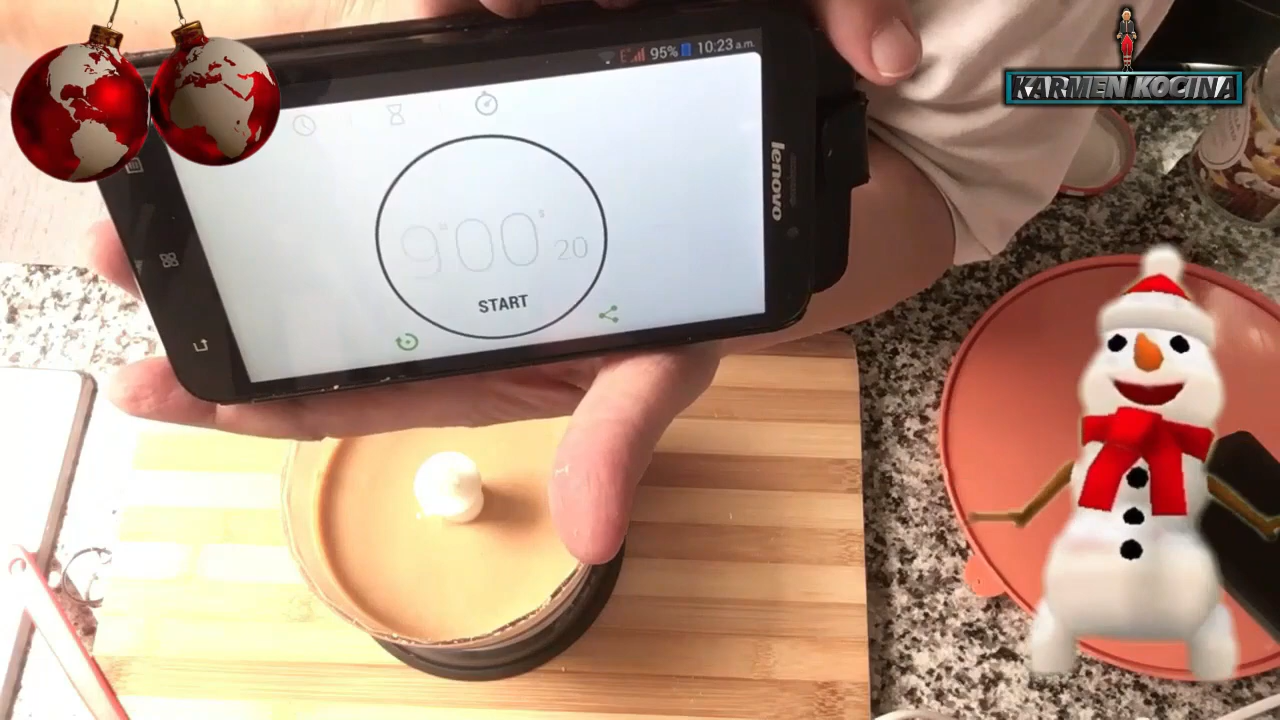 95% 10:23 a.m.
KARMEN KOCINA
lenovo
9 M 00 S 20
START